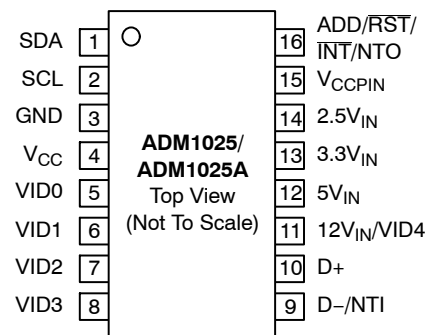 SDA 1
SCL 2
GND 3
VCC 4
VID0 5
VID1 6
VID2 7
VID3 8
ADM1025/
ADM1025A
Top View
(Not To Scale)
16 ADD/RST/
INT/NTO
15 VCCPIN
14 2.5VIN
13 3.3VIN
12 5VIN
11 12VIN/VID4
10 D+
9 D−/NTI